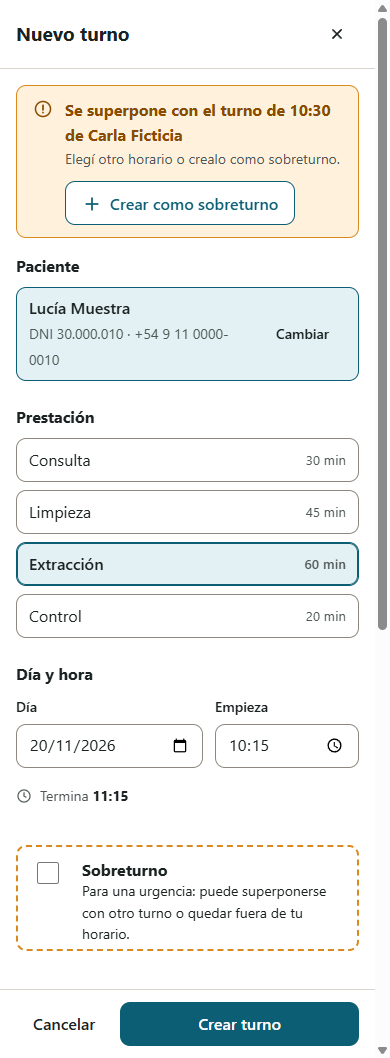 Nuevo turno
Se superpone con el turno de 10:30
de Carla Ficticia
Elegí otro horario o crealo como sobreturno.
Crear como sobreturno
Paciente
Lucía Muestra
DNI 30.000.010 · +54 9 11 0000-
0010
Cambiar
Prestación
Consulta 30 min
Limpieza 45 min
Extracción 60 min
Control 20 min
Día y hora
Día Empieza
20/11/2026 10:15
Termina 11:15
Sobreturno
Para una urgencia: puede superponerse
con otro turno o quedar fuera de tu
horario.
Cancelar Crear turno